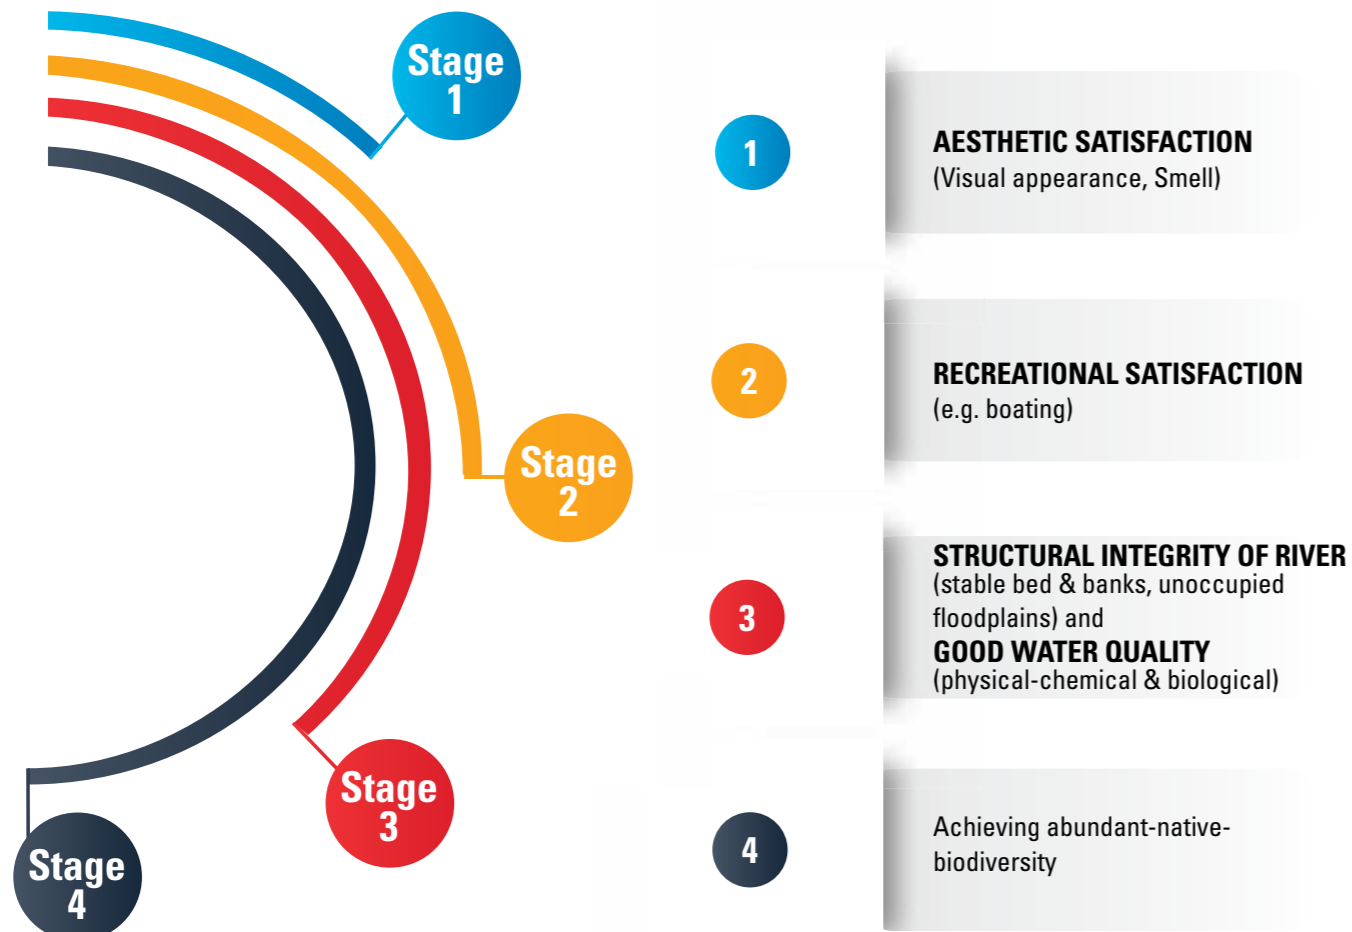 Stage
1
Stage
2
Stage
3
Stage
4
1
AESTHETIC SATISFACTION
(Visual appearance, Smell)
2
RECREATIONAL SATISFACTION
(e.g. boating)
3
STRUCTURAL INTEGRITY OF RIVER
(stable bed & banks, unoccupied
floodplains) and
GOOD WATER QUALITY
(physical-chemical & biological)
4
Achieving abundant-native-
biodiversity